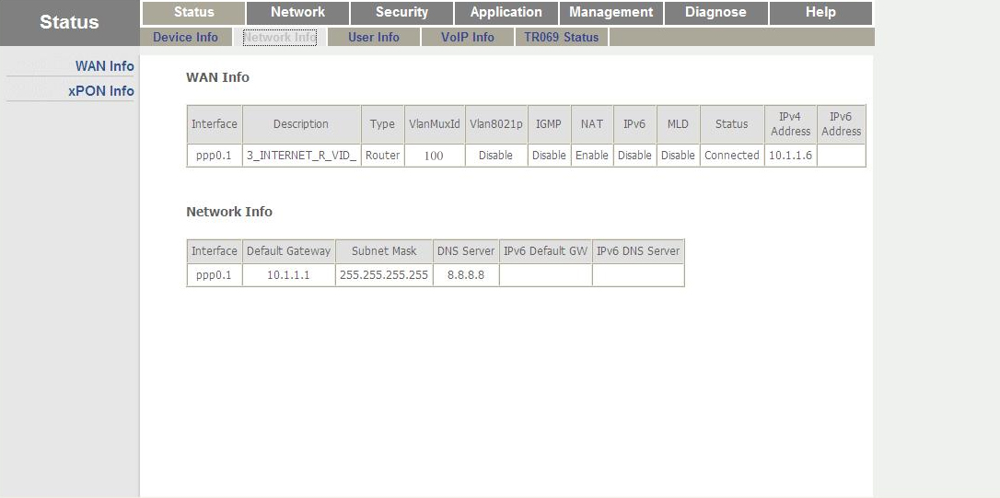 Status
Status Network Security Application Management Diagnose Help
Device Info Network Info User Info VoIP Info TR069 Status
WAN Info
xPON Info
WAN Info
Interface Description Type VlanMuxId Vlan8021p IGMP NAT IPv6 MLD Status IPv4 Address IPv6 Address
ppp0.1 3_INTERNET_R_VID_ Router 100 Disable Disable Enable Disable Disable Connected 10.1.1.6
Network Info
Interface Default Gateway Subnet Mask DNS Server IPv6 Default GW IPv6 DNS Server
ppp0.1 10.1.1.1 255.255.255.255 8.8.8.8